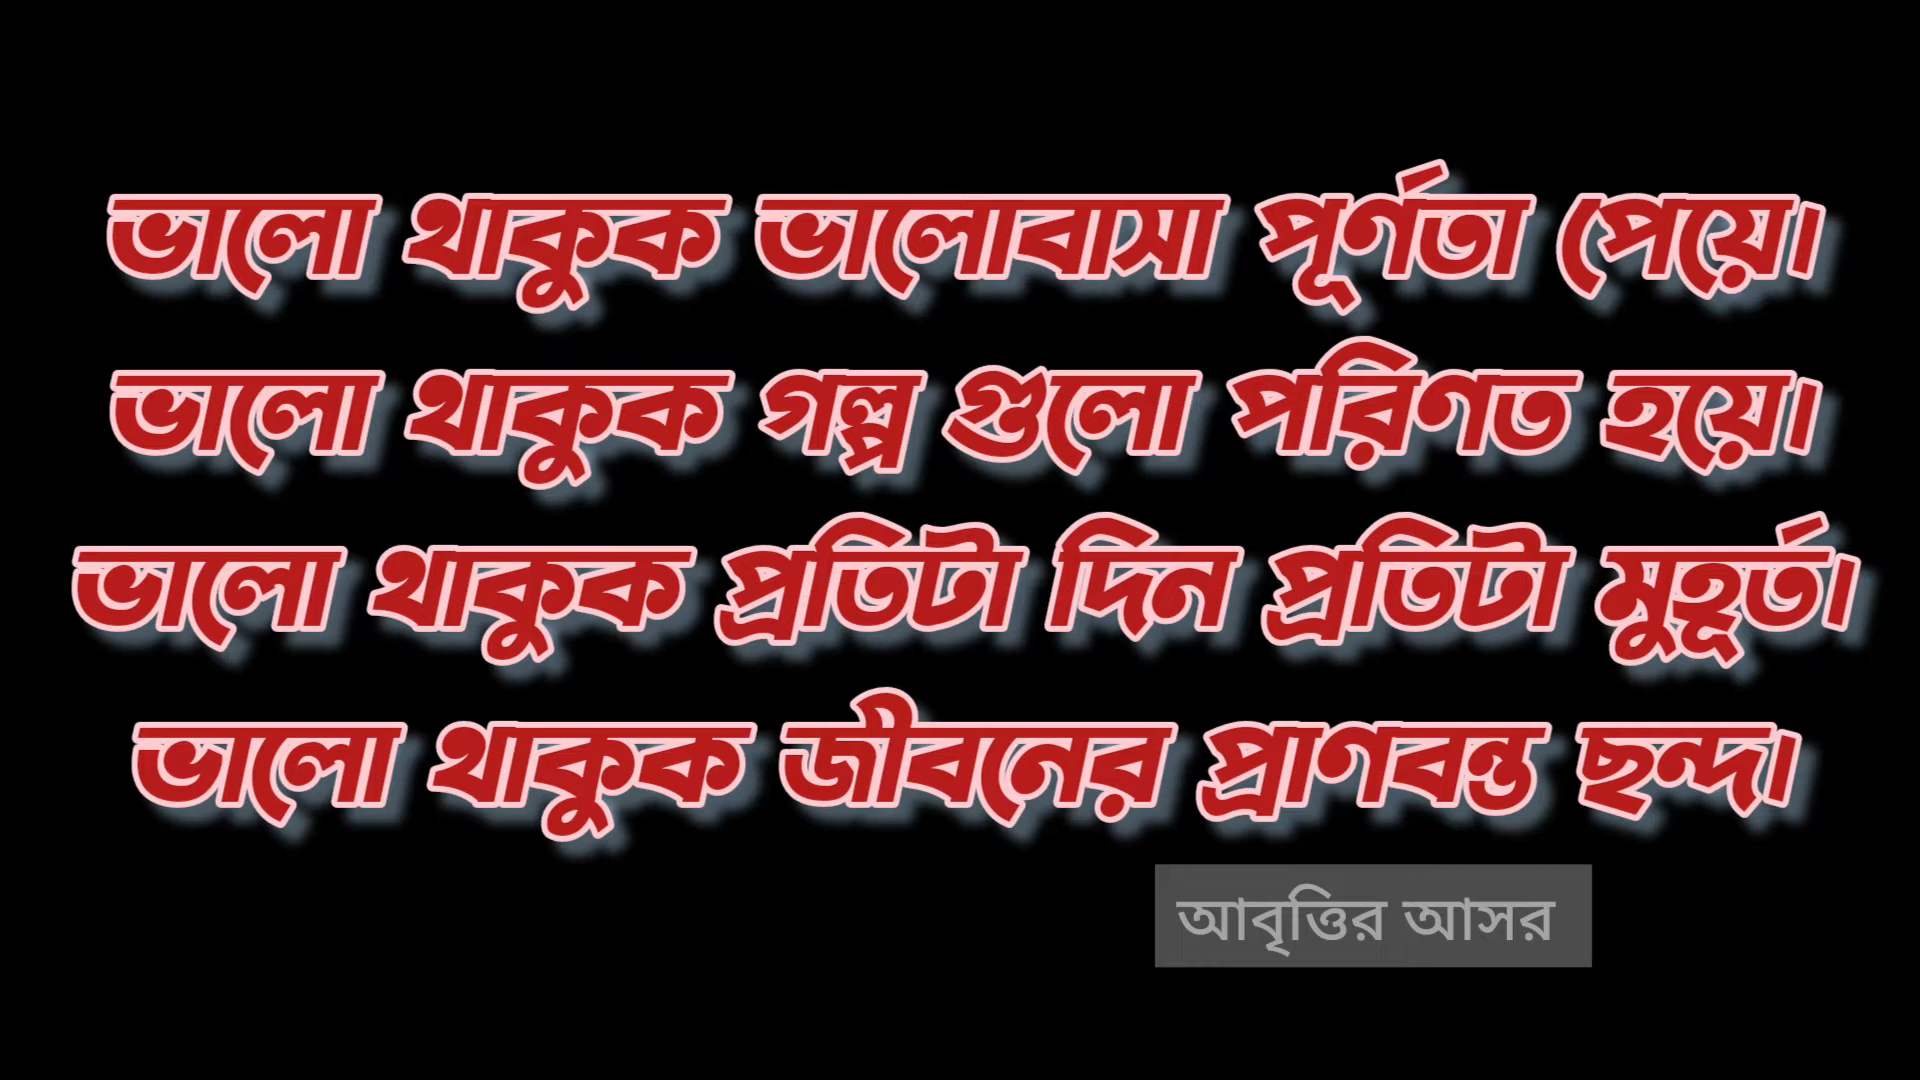 ভালো থাকুক ভালোবাসা পূর্ণতা পেয়ে।
ভালো থাকুক গল্প গুলো পরিণত হয়ে।
ভালো থাকুক প্রতিটা দিন প্রতিটা মুহূর্ত।
ভালো থাকুক জীবনের প্রাণবন্ত ছন্দ।
আবৃত্তির আসর